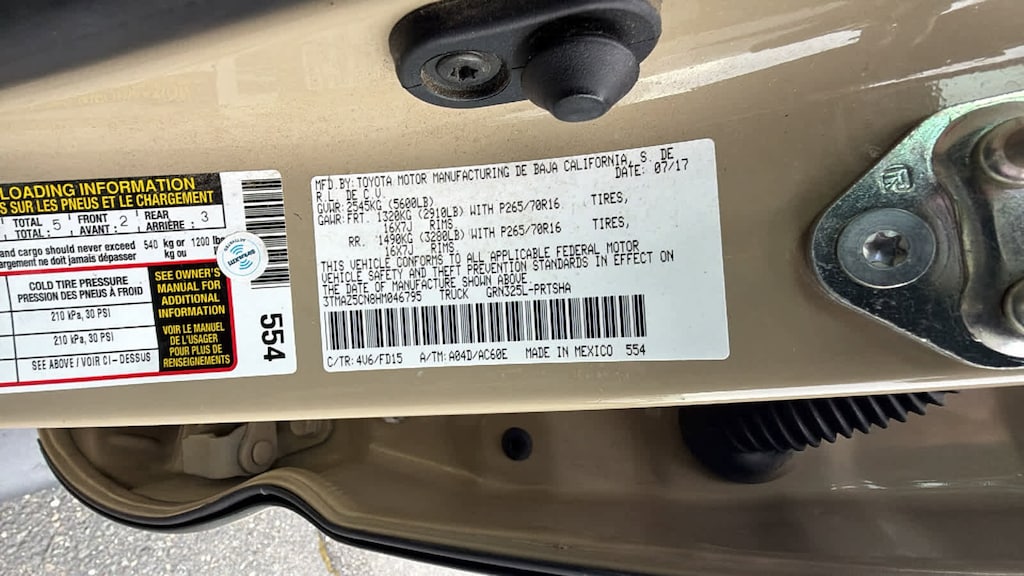 LOADING INFORMATION
S SUR LES PNEUS ET LE CHARGEMENT
TOTAL 5 FRONT 2 REAR 3
TOTAL AVANT ARRIÈRE
and cargo should never exceed 540 kg or 1200 lbs
argement ne doit jamais dépasser kg ou
COLD TIRE PRESSURE
PRESSION DES PNEUS À FROID
210 kPa, 30 PSI
210 kPa, 30 PSI
SEE ABOVE / VOIR CI - DESSUS
SEE OWNER'S
MANUAL FOR
ADDITIONAL
INFORMATION
VOIR LE MANUEL
DE L'USAGER
POUR PLUS DE
RENSEIGNEMENTS
554
MFD.BY:TOYOTA MOTOR MANUFACTURING DE BAJA CALIFORNIA, S. DE
R.L. DE C.V. DATE: 07/17
GVWR: 2545KG (5600LB)
GAWR:FRT. 1320KG (2910LB) WITH P265/70R16 TIRES,
16X7J RIMS
RR. 1490KG (3280LB) WITH P265/70R16 TIRES,
16X7J RIMS
THIS VEHICLE CONFORMS TO ALL APPLICABLE FEDERAL MOTOR
VEHICLE SAFETY AND THEFT PREVENTION STANDARDS IN EFFECT ON
THE DATE OF MANUFACTURE SHOWN ABOVE.
3TMAZ5CN8HM046795 TRUCK GRN325L-PRTSHA
C/TR: 4U6/FD15 A/TM: A04D/AC60E MADE IN MEXICO 554